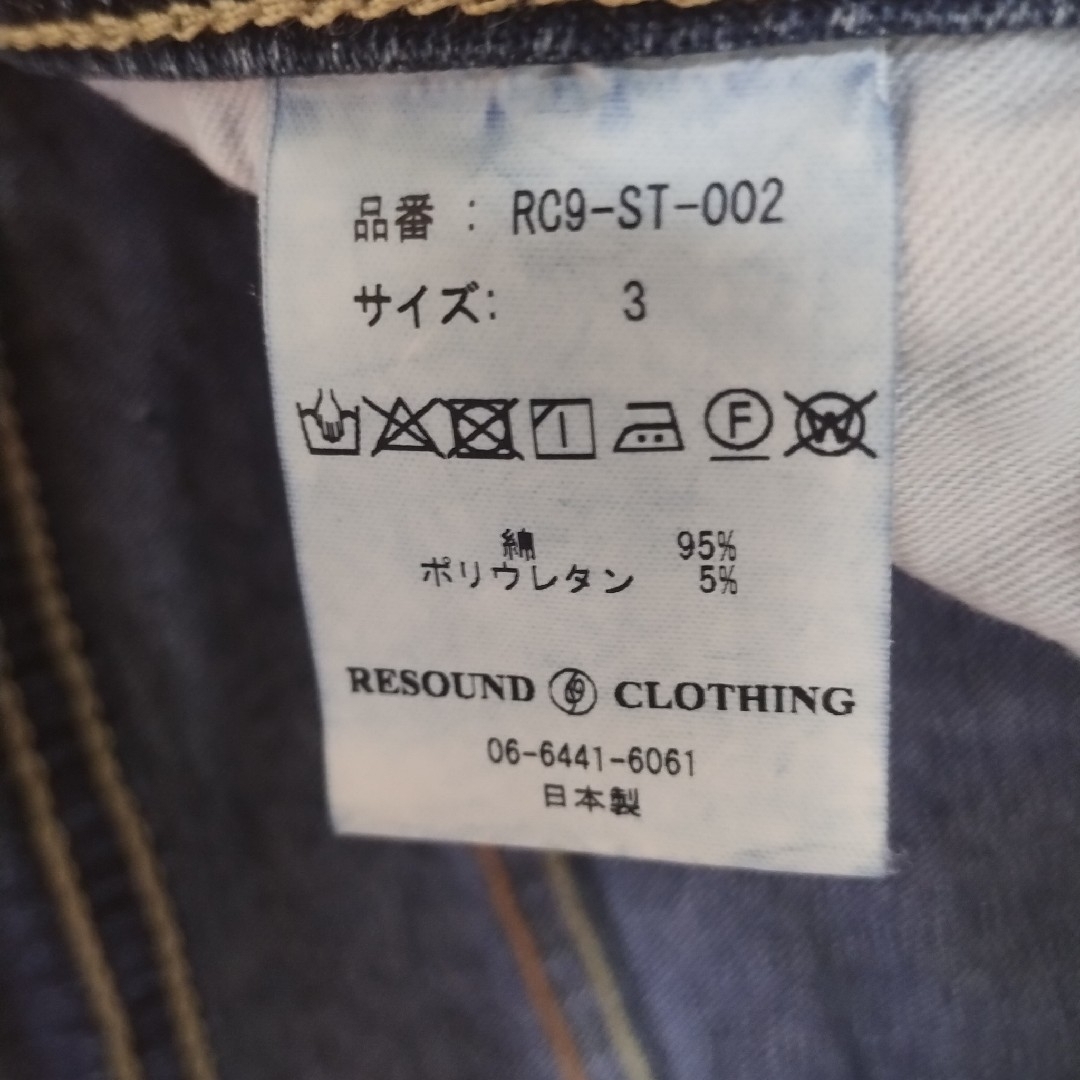 品番 : RC9-ST-002
サイズ: 3
F W
綿 95%
ポリウレタン 5%
RESOUND CLOTHING
06-6441-6061
日本製